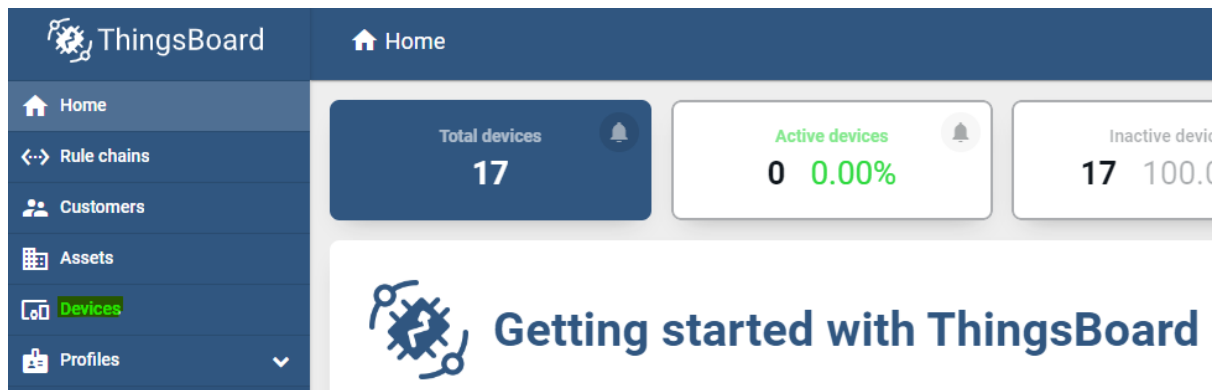 ThingsBoard
Home
Home
Rule chains
Customers
Assets
Devices
Profiles
Total devices
17
Active devices
0 0.00%
Inactive
17
Getting started with ThingsBoard